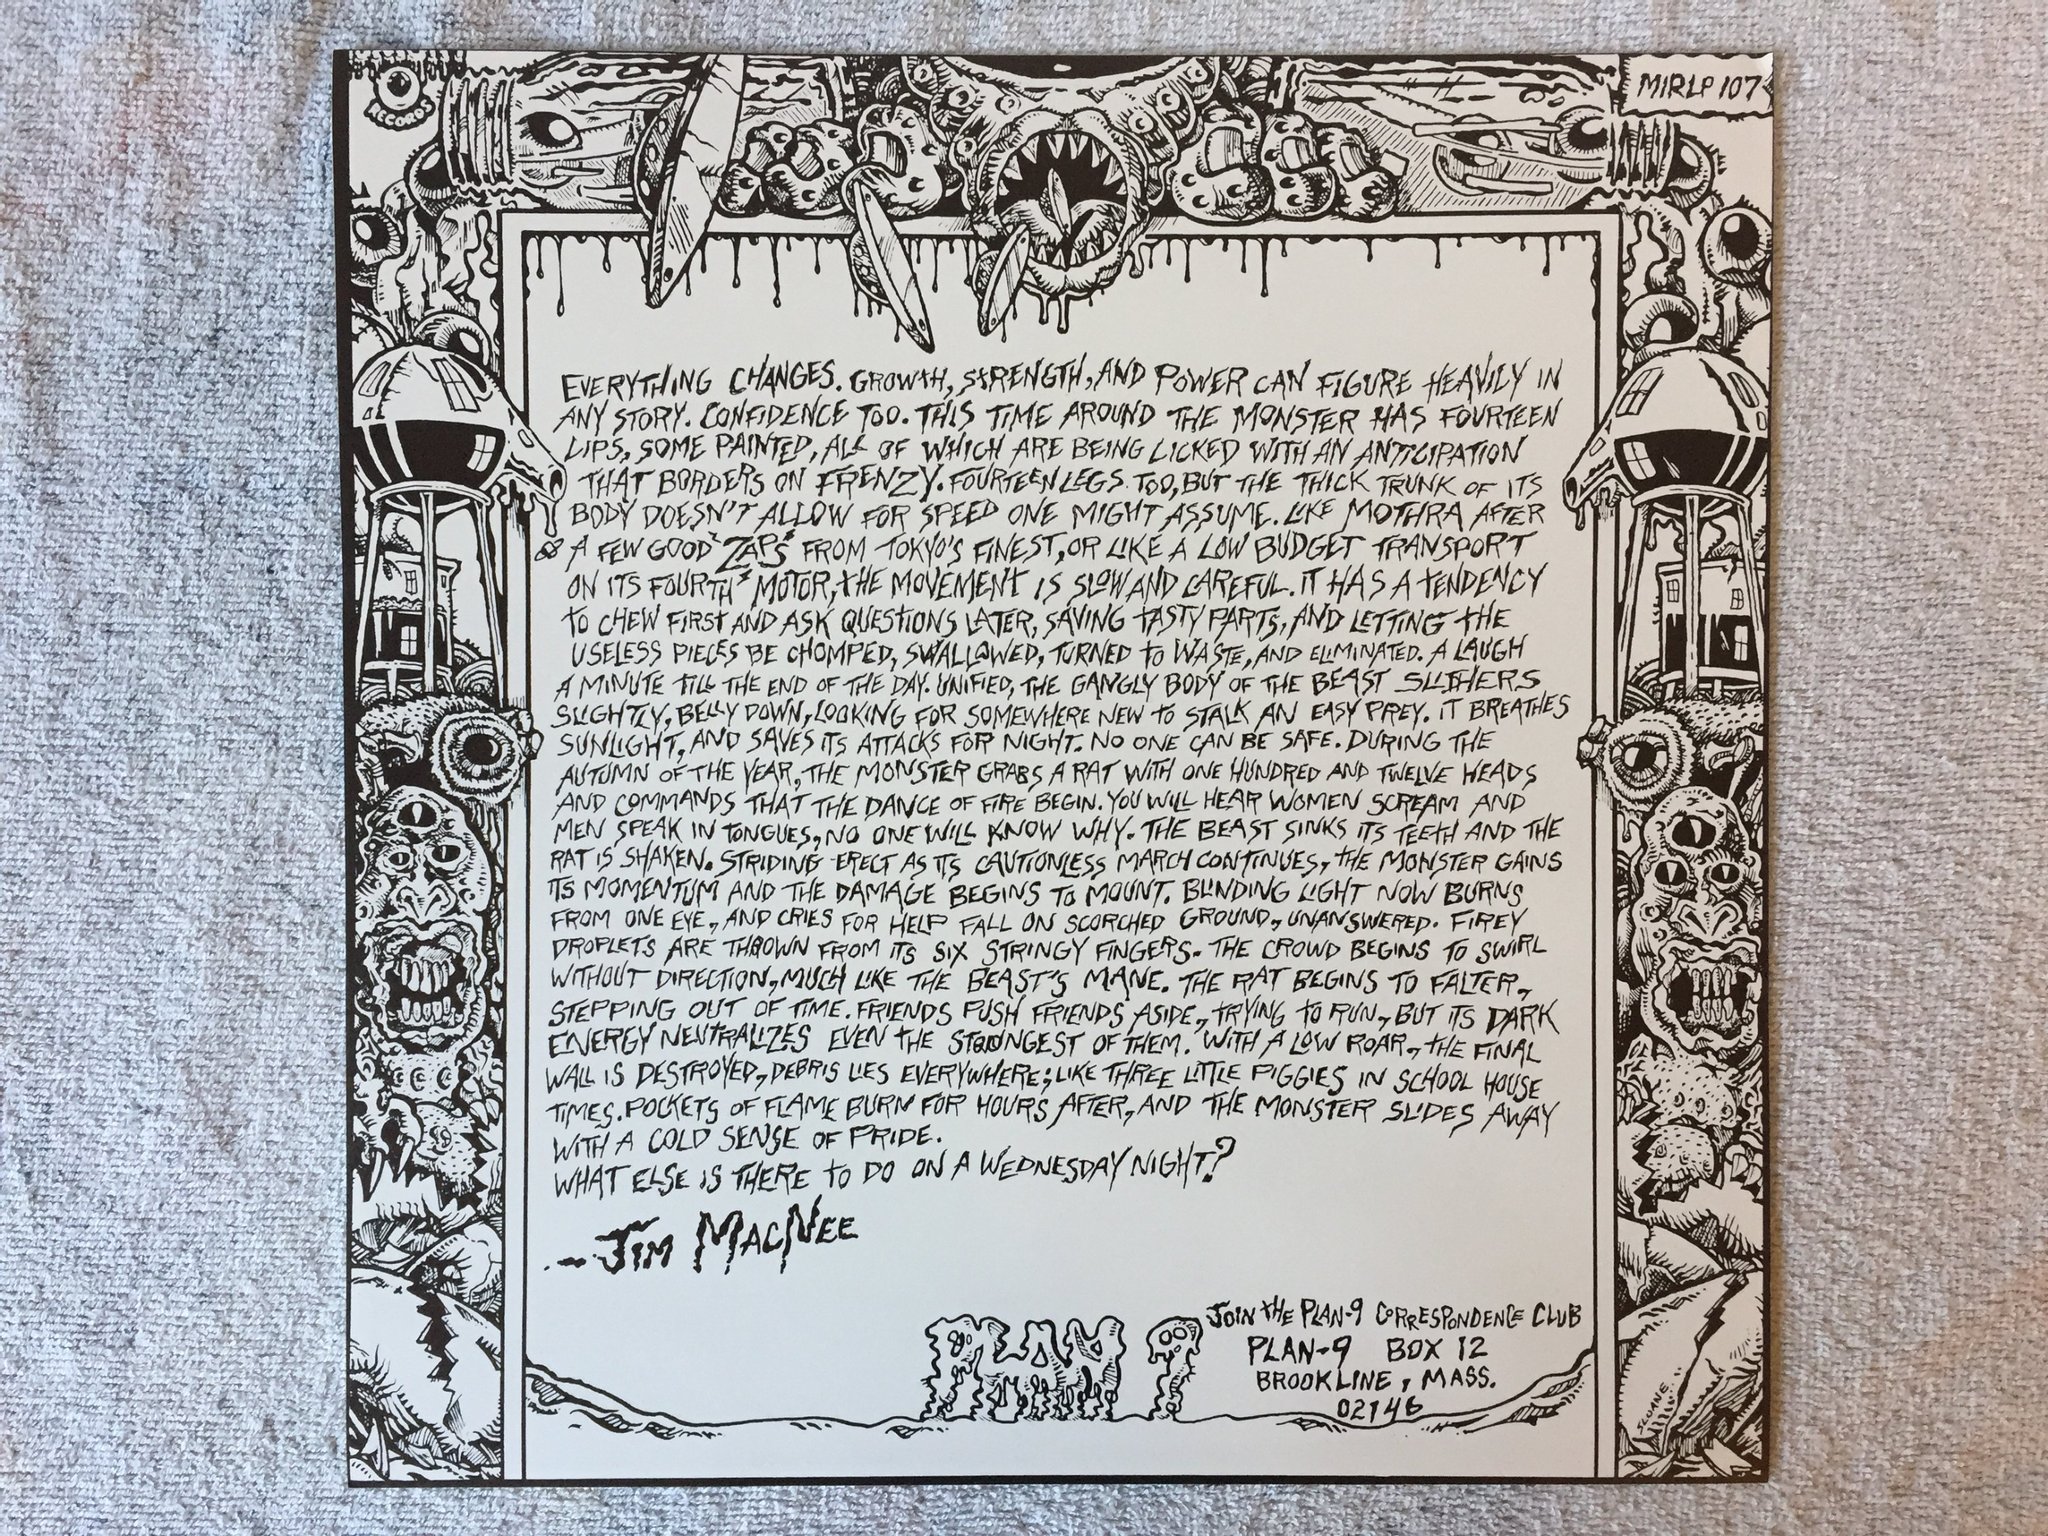 RECORDS
MIRLP 107
EVERYTHING CHANGES. GROWTH, STRENGTH, AND POWER CAN FIGURE HEAVILY IN
ANY STORY. CONFIDENCE TOO. THIS TIME AROUND THE MONSTER HAS FOURTEEN
LIPS, SOME PAINTED, ALL OF WHICH ARE BEING LICKED WITH AN ANTICIPATION
THAT BORDERS ON FRENZY. FOURTEEN LEGS TOO, BUT THE THICK TRUNK OF ITS
BODY DOESN'T ALLOW FOR SPEED ONE MIGHT ASSUME. LIKE MOTHRA AFTER
A FEW GOOD "ZAPS" FROM TOKYO'S FINEST, OR LIKE A LOW BUDGET TRANSPORT
ON ITS FOURTH MOTOR, THE MOVEMENT IS SLOW AND CAREFUL. IT HAS A TENDENCY
TO CHEW FIRST AND ASK QUESTIONS LATER, SAVING TASTY PARTS, AND LETTING THE
USELESS PIECES BE CHOMPED, SWALLOWED, TURNED TO WASTE, AND ELIMINATED. A LAUGH
A MINUTE TILL THE END OF THE DAY. UNIFIED, THE GANGLY BODY OF THE BEAST SLITHERS
SLIGHTLY, BELLY DOWN, LOOKING FOR SOMEWHERE NEW TO STALK AN EASY PREY. IT BREATHES
SUNLIGHT, AND SAVES ITS ATTACKS FOR NIGHT. NO ONE CAN BE SAFE. DURING THE
AUTUMN OF THE YEAR, THE MONSTER GRABS A RAT WITH ONE HUNDRED AND TWELVE HEADS
AND COMMANDS THAT THE DANCE OF FIRE BEGIN. YOU WILL HEAR WOMEN SCREAM AND
MEN SPEAK IN TONGUES, NO ONE WILL KNOW WHY. THE BEAST SINKS ITS TEETH AND THE
RAT IS SHAKEN. STRIDING ERECT AS ITS CAUTIONLESS MARCH CONTINUES, THE MONSTER GAINS
ITS MOMENTUM AND THE DAMAGE BEGINS TO MOUNT. BLINDING LIGHT NOW BURNS
FROM ONE EYE, AND CRIES FOR HELP FALL ON SCORCHED GROUND, UNANSWERED. FIREY
DROPLETS ARE THROWN FROM ITS SIX STRINGY FINGERS. THE CROWD BEGINS TO SWIRL
WITHOUT DIRECTION, MUCH LIKE THE BEAST'S MANE. THE RAT BEGINS TO FALTER,
STEPPING OUT OF TIME. FRIENDS PUSH FRIENDS ASIDE, TRYING TO RUN, BUT ITS DARK
ENERGY NEUTRALIZES EVEN THE STRONGEST OF THEM. WITH A LOW ROAR, THE FINAL
WALL IS DESTROYED, DEBRIS LIES EVERYWHERE; LIKE THREE LITTLE PIGGIES IN SCHOOL HOUSE
TIMES. POCKETS OF FLAME BURN FOR HOURS AFTER, AND THE MONSTER SLIDES AWAY
WITH A COLD SENSE OF PRIDE.
WHAT ELSE IS THERE TO DO ON A WEDNESDAY NIGHT?
— JIM MACNEE
PLAN 9
JOIN THE PLAN-9 CORRESPONDENCE CLUB
PLAN-9 BOX 12
BROOKLINE, MASS.
02146
SLOANE